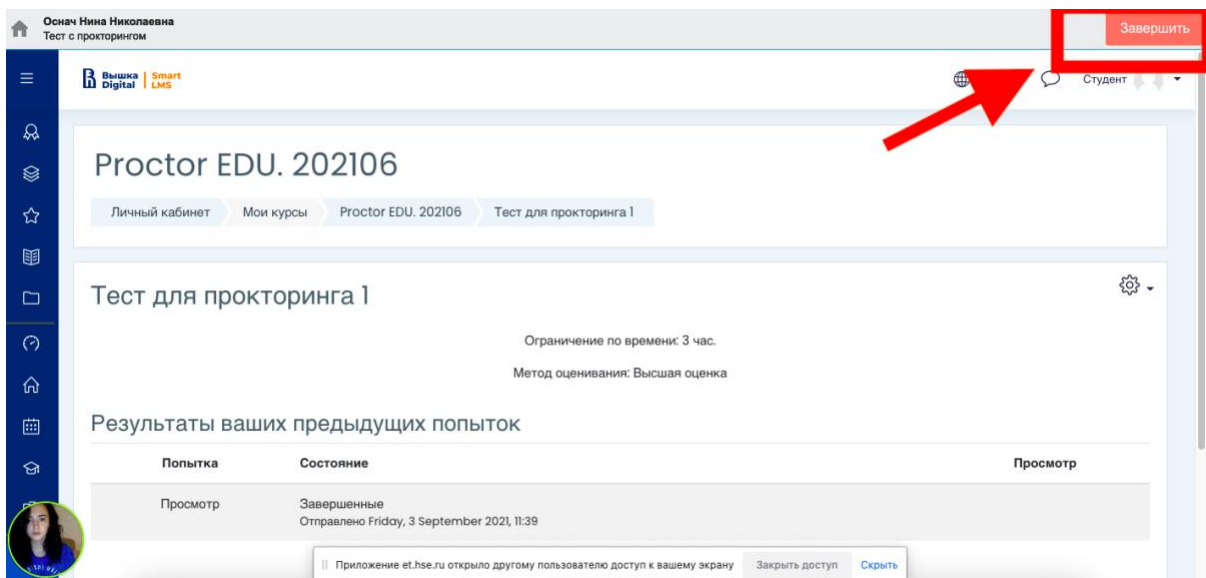 Оснач Нина Николаевна
Тест с прокторингом
Завершить
Вышка Digital | Smart LMS
Студент
Proctor EDU. 202106
Личный кабинет Мои курсы Proctor EDU. 202106 Тест для прокторинга 1
Тест для прокторинга 1
Ограничение по времени: 3 час.
Метод оценивания: Высшая оценка
Результаты ваших предыдущих попыток
Попытка Состояние Просмотр
Просмотр Завершенные
Отправлено Friday, 3 September 2021, 11:39
Приложение et.hse.ru открыло другому пользователю доступ к вашему экрану Закрыть доступ Скрыть